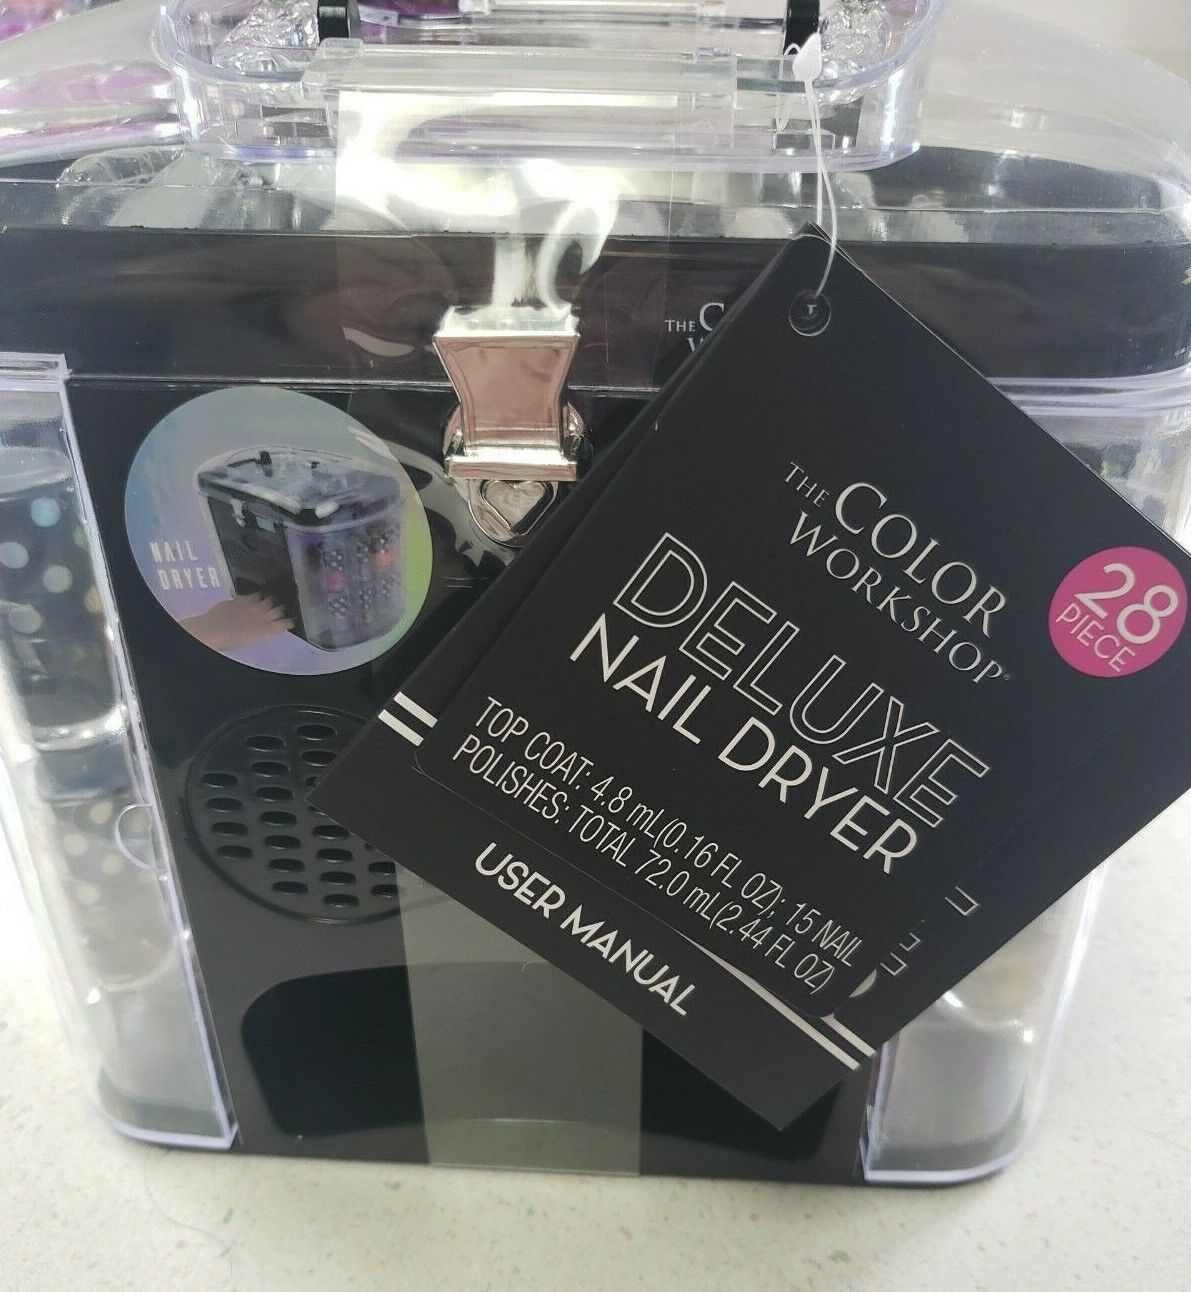 THE C
NAIL
DRYER
THE COLOR
WORKSHOP®
28
PIECE
DELUXE
NAIL DRYER
TOP COAT: 4.8 mL(0.16 FL OZ); 15 NAIL
POLISHES: TOTAL 72.0 mL(2.44 FL OZ)
USER MANUAL